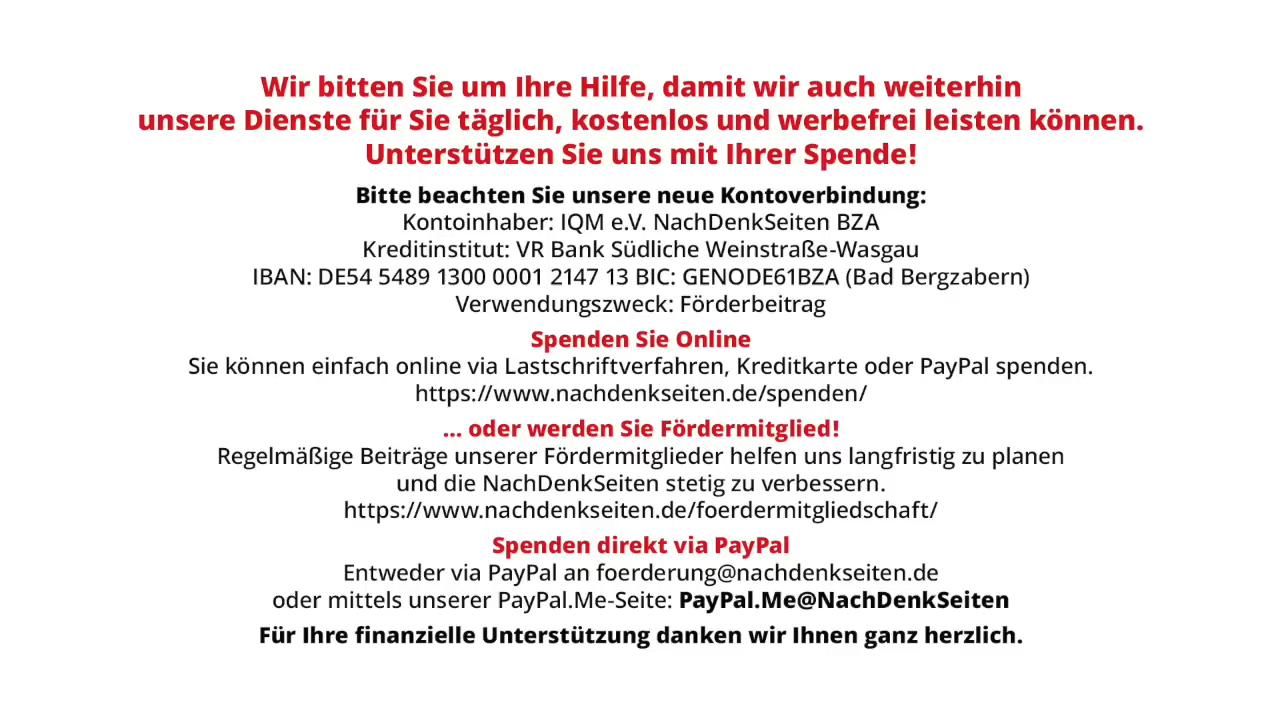 Wir bitten Sie um Ihre Hilfe, damit wir auch weiterhin
unsere Dienste für Sie täglich, kostenlos und werbefrei leisten können.
Unterstützen Sie uns mit Ihrer Spende!
Bitte beachten Sie unsere neue Kontoverbindung:
Kontoinhaber: IQM e.V. NachDenkSeiten BZA
Kreditinstitut: VR Bank Südliche Weinstraße-Wasgau
IBAN: DE54 5489 1300 0001 2147 13 BIC: GENODE61BZA (Bad Bergzabern)
Verwendungszweck: Förderbeitrag
Spenden Sie Online
Sie können einfach online via Lastschriftverfahren, Kreditkarte oder PayPal spenden.
https://www.nachdenkseiten.de/spenden/
... oder werden Sie Fördermitglied!
Regelmäßige Beiträge unserer Fördermitglieder helfen uns langfristig zu planen
und die NachDenkSeiten stetig zu verbessern.
https://www.nachdenkseiten.de/foerdermitgliedschaft/
Spenden direkt via PayPal
Entweder via PayPal an foerderung@nachdenkseiten.de
oder mittels unserer PayPal.Me-Seite: PayPal.Me@NachDenkSeiten
Für Ihre finanzielle Unterstützung danken wir Ihnen ganz herzlich.